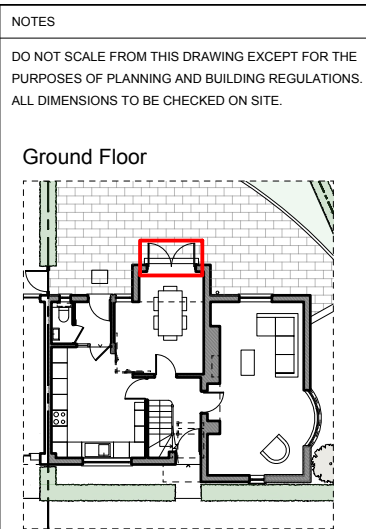 NOTES
DO NOT SCALE FROM THIS DRAWING EXCEPT FOR THE
PURPOSES OF PLANNING AND BUILDING REGULATIONS.
ALL DIMENSIONS TO BE CHECKED ON SITE.
Ground Floor